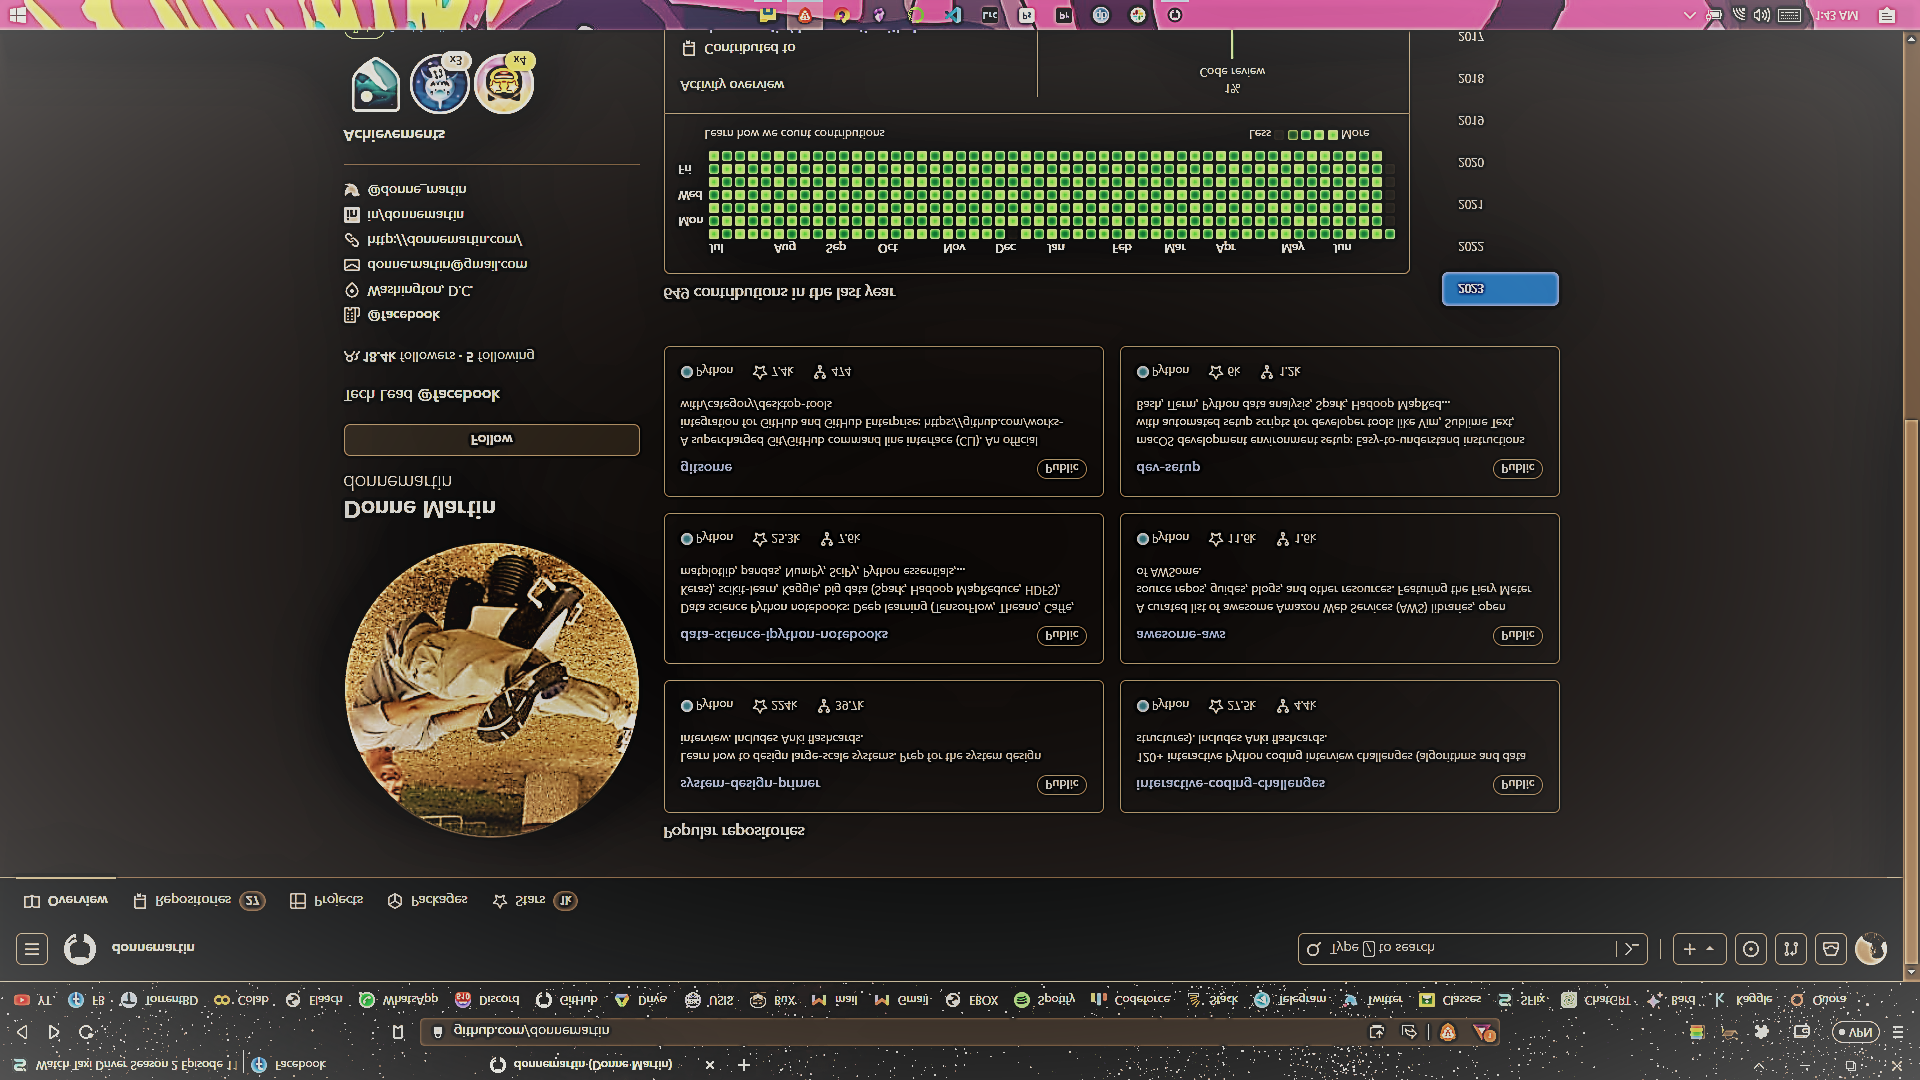 Watch Taxi Driver Season 2 Episode 11
Facebook
donnemartin (Donne Martin)
github.com/donnemartin
VPN
YT
FB
TorrentBD
Colab
Elaach
WhatsApp
Discord
GitHub
Drive
USIS
BuX
mail
Gmail
EBOX
Spotify
Codeforce
Stack
Telegram
Twitter
Classes
SFlix
ChatGPT
Bard
Kaggle
Quora
donnemartin
Type / to search
Overview
Repositories 27
Projects
Packages
Stars 1k
Donne Martin
donnemartin
Follow
Tech Lead @facebook
18.4k followers · 5 following
@facebook
Washington, D.C.
donne.martin@gmail.com
http://donnemartin.com/
in/donnemartin
@donne_martin
Achievements
x3
x4
Popular repositories
system-design-primer Public
Learn how to design large-scale systems. Prep for the system design
interview. Includes Anki flashcards.
Python 224k 39.7k
interactive-coding-challenges Public
120+ interactive Python coding interview challenges (algorithms and data
structures). Includes Anki flashcards.
Python 27.5k 4.4k
data-science-ipython-notebooks Public
Data science Python notebooks: Deep learning (TensorFlow, Theano, Caffe,
Keras), scikit-learn, Kaggle, big data (Spark, Hadoop MapReduce, HDFS),
matplotlib, pandas, NumPy, SciPy, Python essentials,...
Python 25.3k 7.6k
awesome-aws Public
A curated list of awesome Amazon Web Services (AWS) libraries, open
source repos, guides, blogs, and other resources. Featuring the Fiery Meter
of AWSome.
Python 11.6k 1.6k
gitsome Public
A supercharged Git/GitHub command line interface (CLI). An official
integration for GitHub and GitHub Enterprise: https://github.com/works-
with/category/desktop-tools
Python 7.4k 474
dev-setup Public
macOS development environment setup: Easy-to-understand instructions
with automated setup scripts for developer tools like Vim, Sublime Text,
Bash, iTerm, Python data analysis, Spark, Hadoop MapRed...
Python 6k 1.2k
649 contributions in the last year
Jul Aug Sep Oct Nov Dec Jan Feb Mar Apr May Jun
Mon
Wed
Fri
Learn how we count contributions
Less More
Activity overview
Contributed to
1%
Code review
2023
2022
2021
2020
2019
2018
2017
Lrc
Ps
Pr
1:43 AM